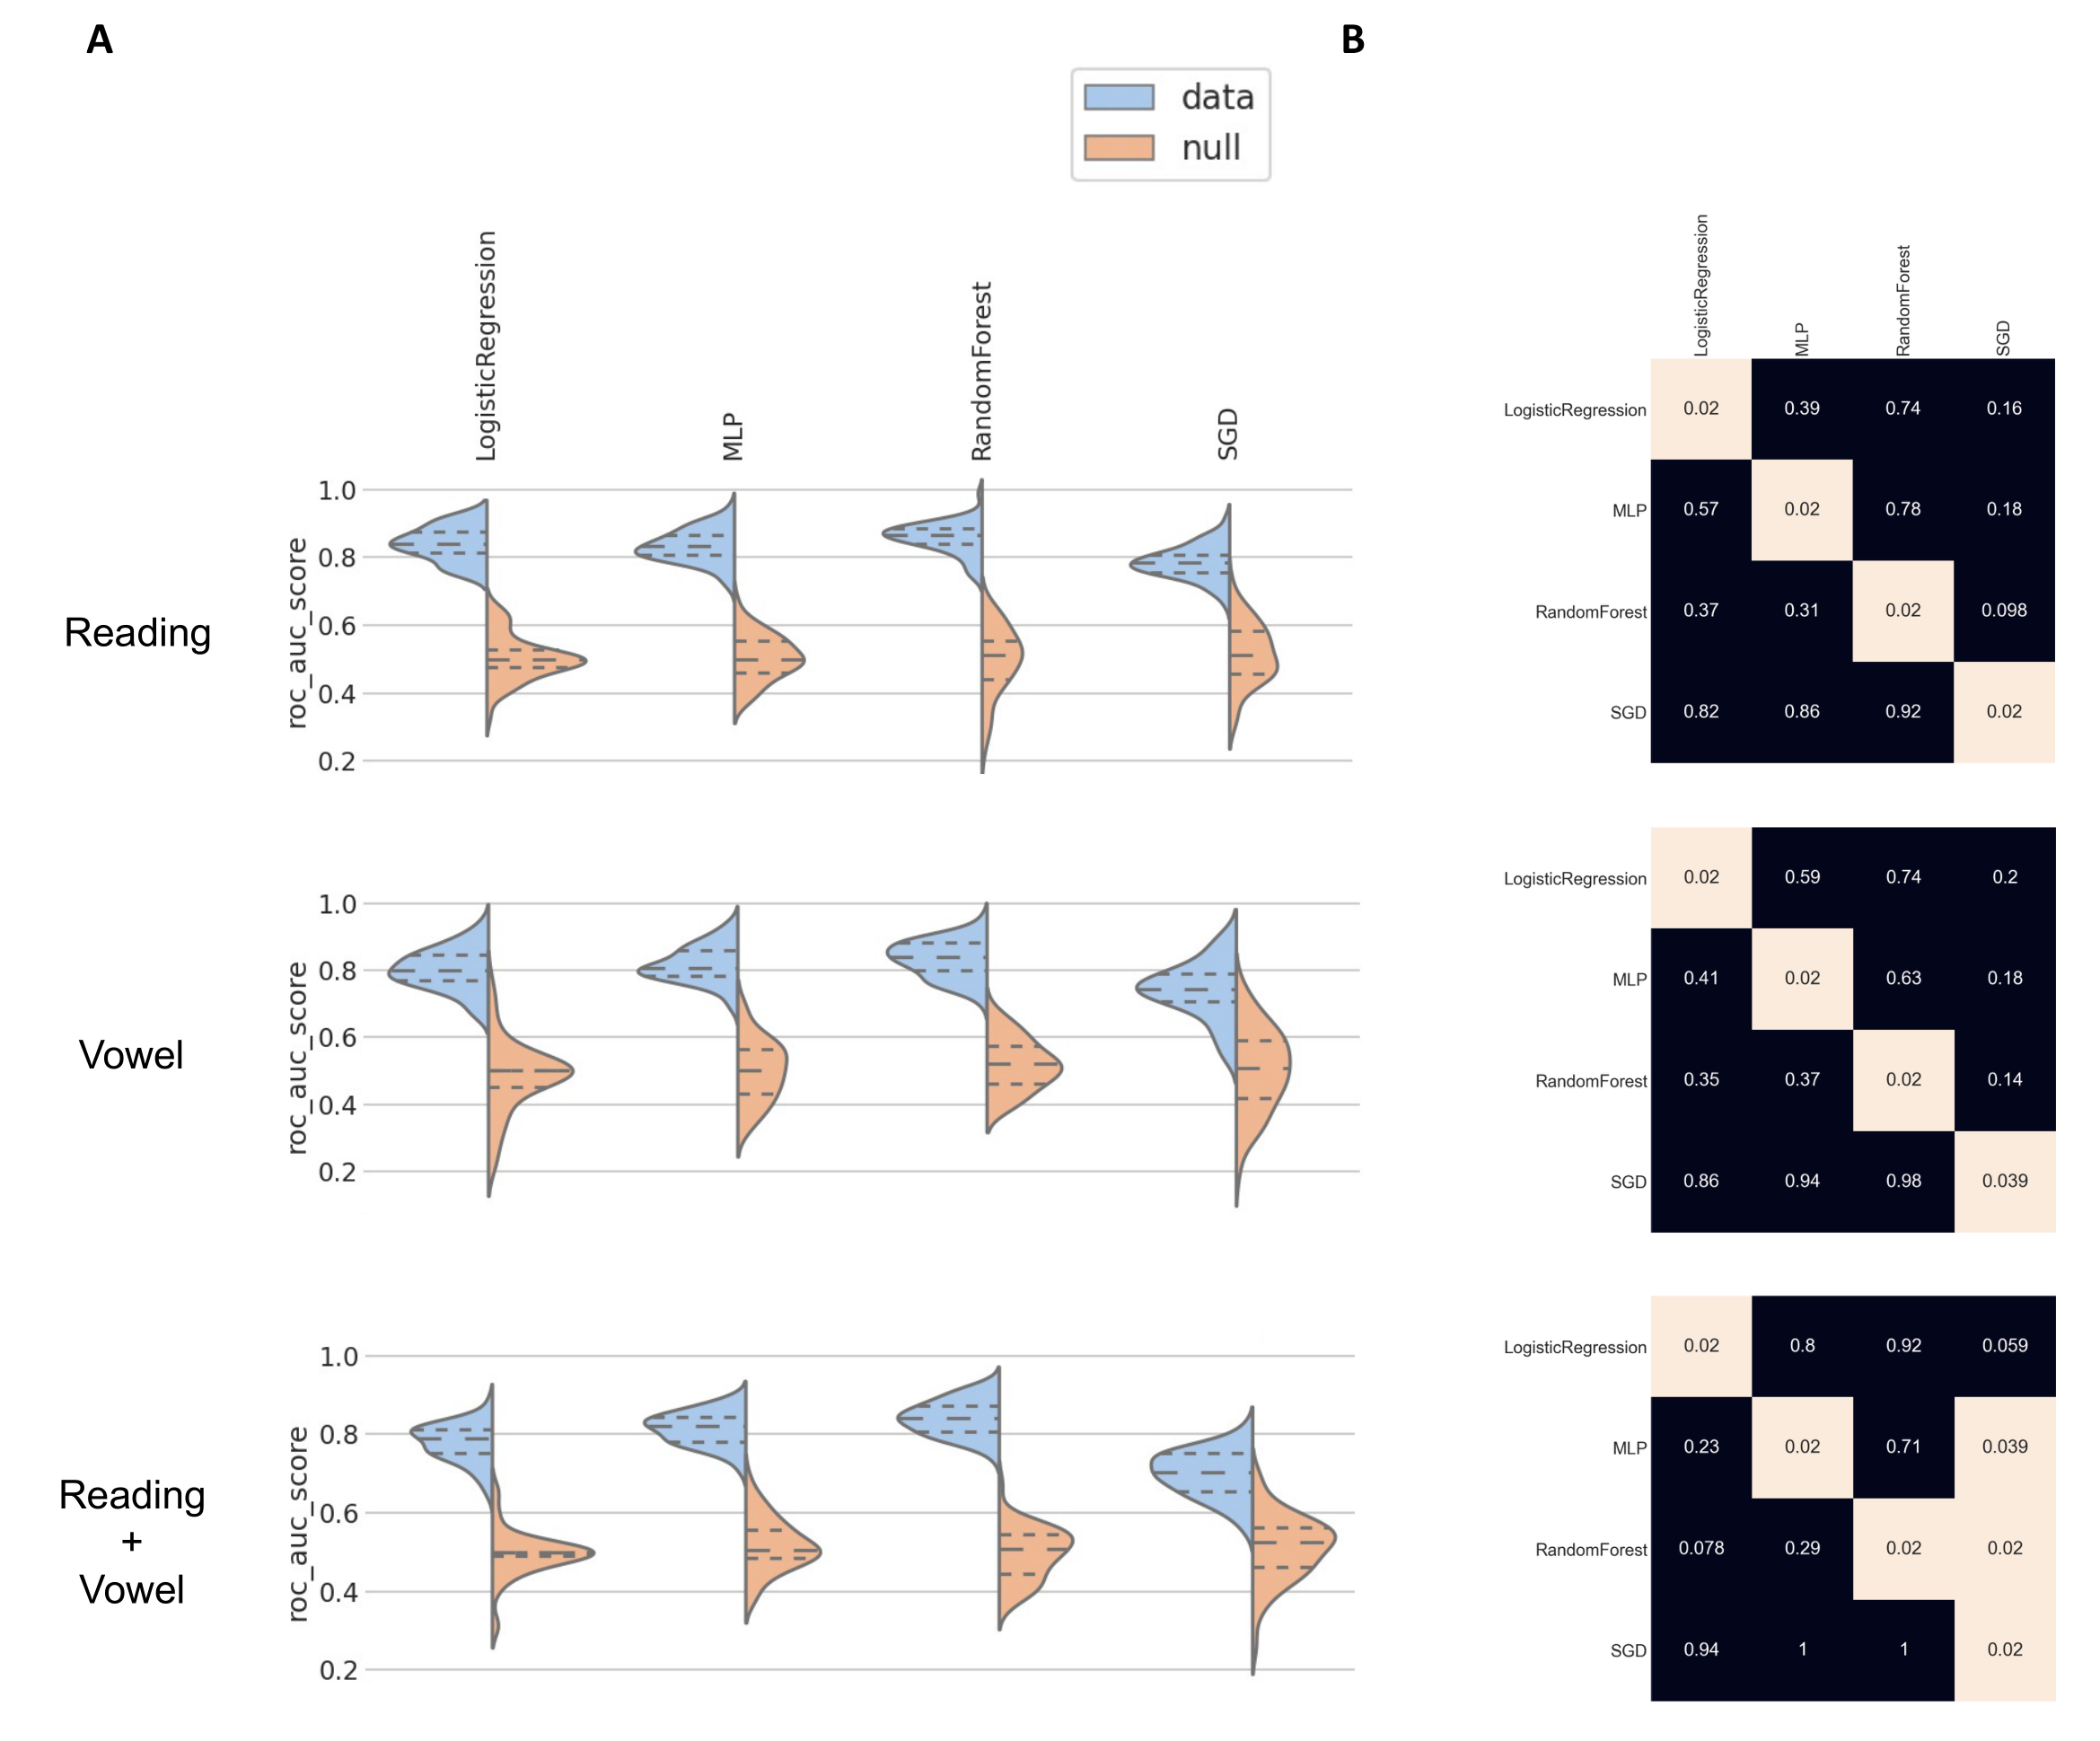 A
B
data
null
LogisticRegression
MLP
RandomForest
SGD
LogisticRegression
MLP
RandomForest
SGD
Reading
roc_auc_score
1.0
0.8
0.6
0.4
0.2
LogisticRegression 0.02 0.39 0.74 0.16
MLP 0.57 0.02 0.78 0.18
RandomForest 0.37 0.31 0.02 0.098
SGD 0.82 0.86 0.92 0.02
Vowel
roc_auc_score
1.0
0.8
0.6
0.4
0.2
LogisticRegression 0.02 0.59 0.74 0.2
MLP 0.41 0.02 0.63 0.18
RandomForest 0.35 0.37 0.02 0.14
SGD 0.86 0.94 0.98 0.039
Reading
+
Vowel
roc_auc_score
1.0
0.8
0.6
0.4
0.2
LogisticRegression 0.02 0.8 0.92 0.059
MLP 0.23 0.02 0.71 0.039
RandomForest 0.078 0.29 0.02 0.02
SGD 0.94 1 1 0.02